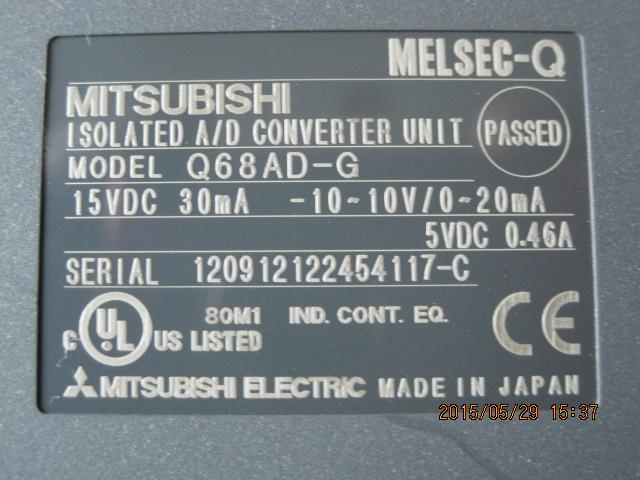 MELSEC-Q
MITSUBISHI
ISOLATED A/D CONVERTER UNIT PASSED
MODEL Q68AD-G
15VDC 30mA -10~10V/0~20mA
5VDC 0.46A
SERIAL 120912122454117-C
C UL US LISTED 80M1 IND. CONT. EQ. CE
MITSUBISHI ELECTRIC MADE IN JAPAN
2015/05/29 15:37